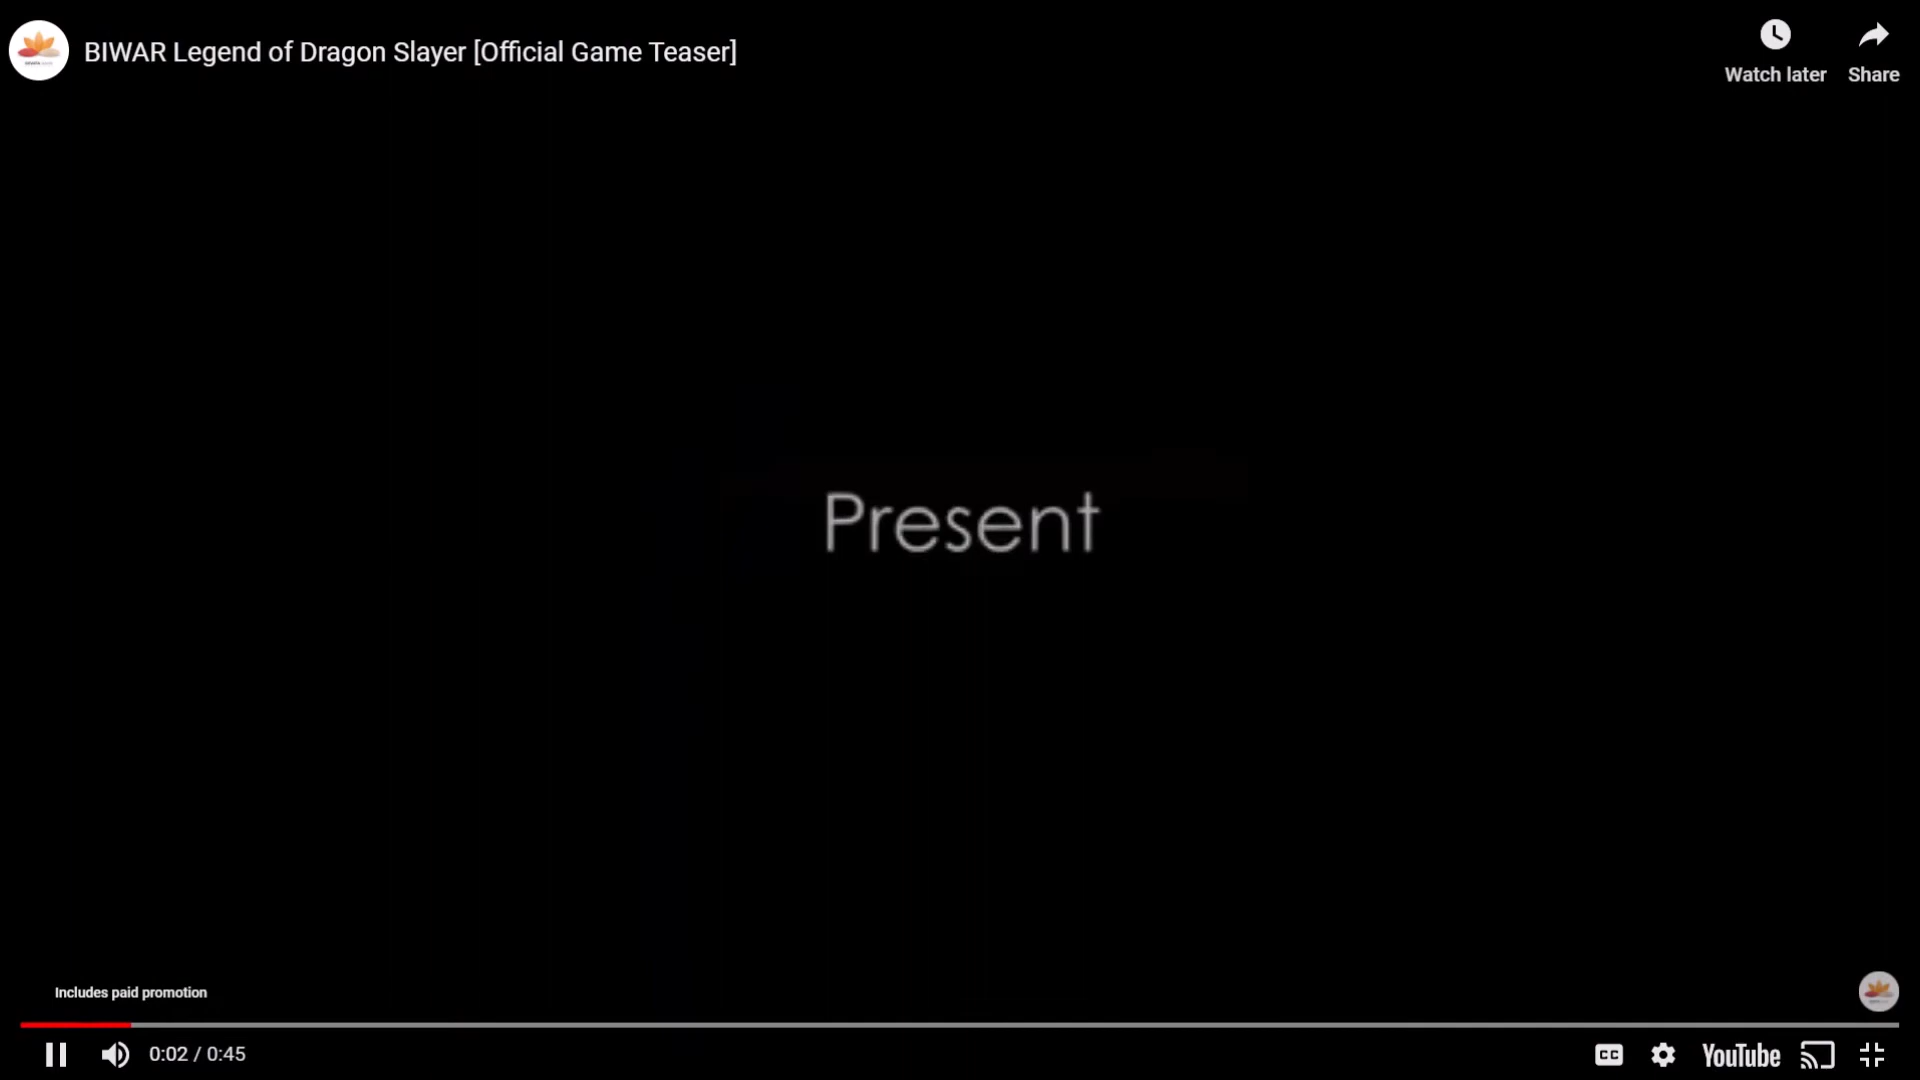 BIWAR Legend of Dragon Slayer [Official Game Teaser]
Watch later
Share
Present
Includes paid promotion
0:02 / 0:45
CC
YouTube